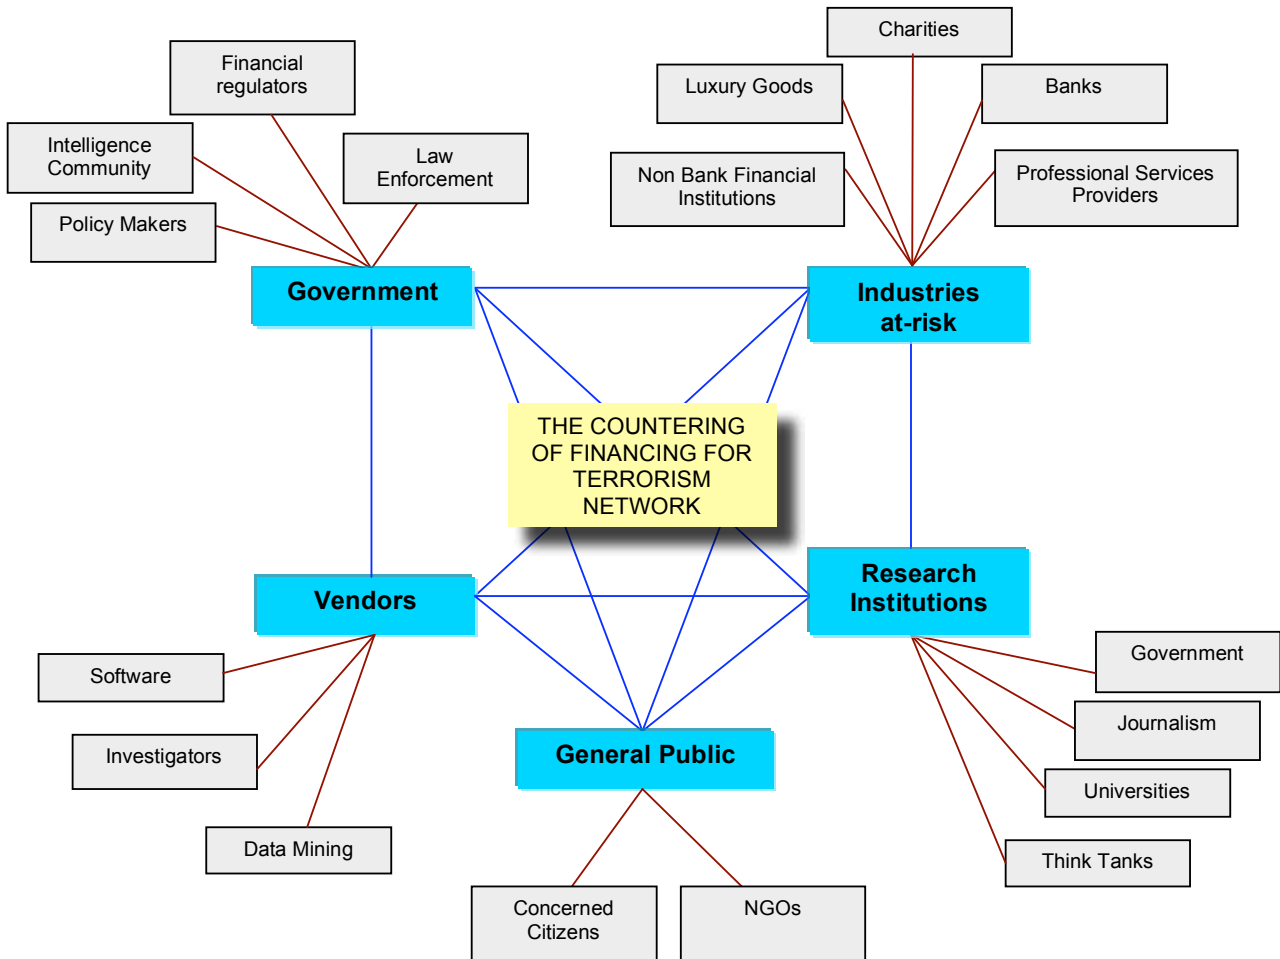 Charities
Financial
regulators
Luxury Goods
Banks
Intelligence
Community
Law
Enforcement
Non Bank Financial
Institutions
Professional Services
Providers
Policy Makers
Government
Industries
at-risk
THE COUNTERING
OF FINANCING FOR
TERRORISM
NETWORK
Vendors
Research
Institutions
Software
Government
Journalism
Investigators
General Public
Universities
Data Mining
Think Tanks
Concerned
Citizens
NGOs